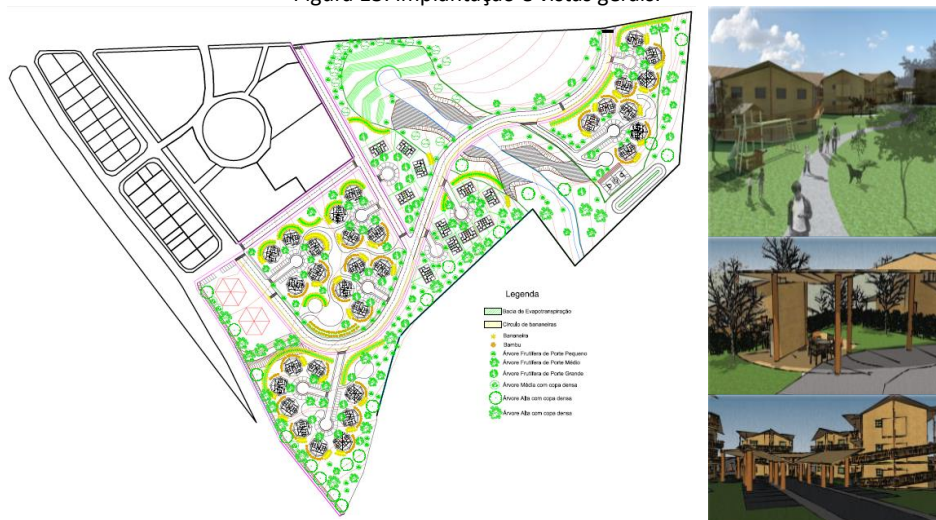 Figura 13. Implantação e vistas gerais.
Legenda
Bacia de Evapotranspiração
Círculo de bananeiras
Bananeira
Bambu
Árvore Frutífera de Porte Pequeno
Árvore Frutífera de Porte Médio
Árvore Frutífera de Porte Grande
Árvore Média com copa densa
Árvore Alta com copa densa
Árvore Alta com copa densa